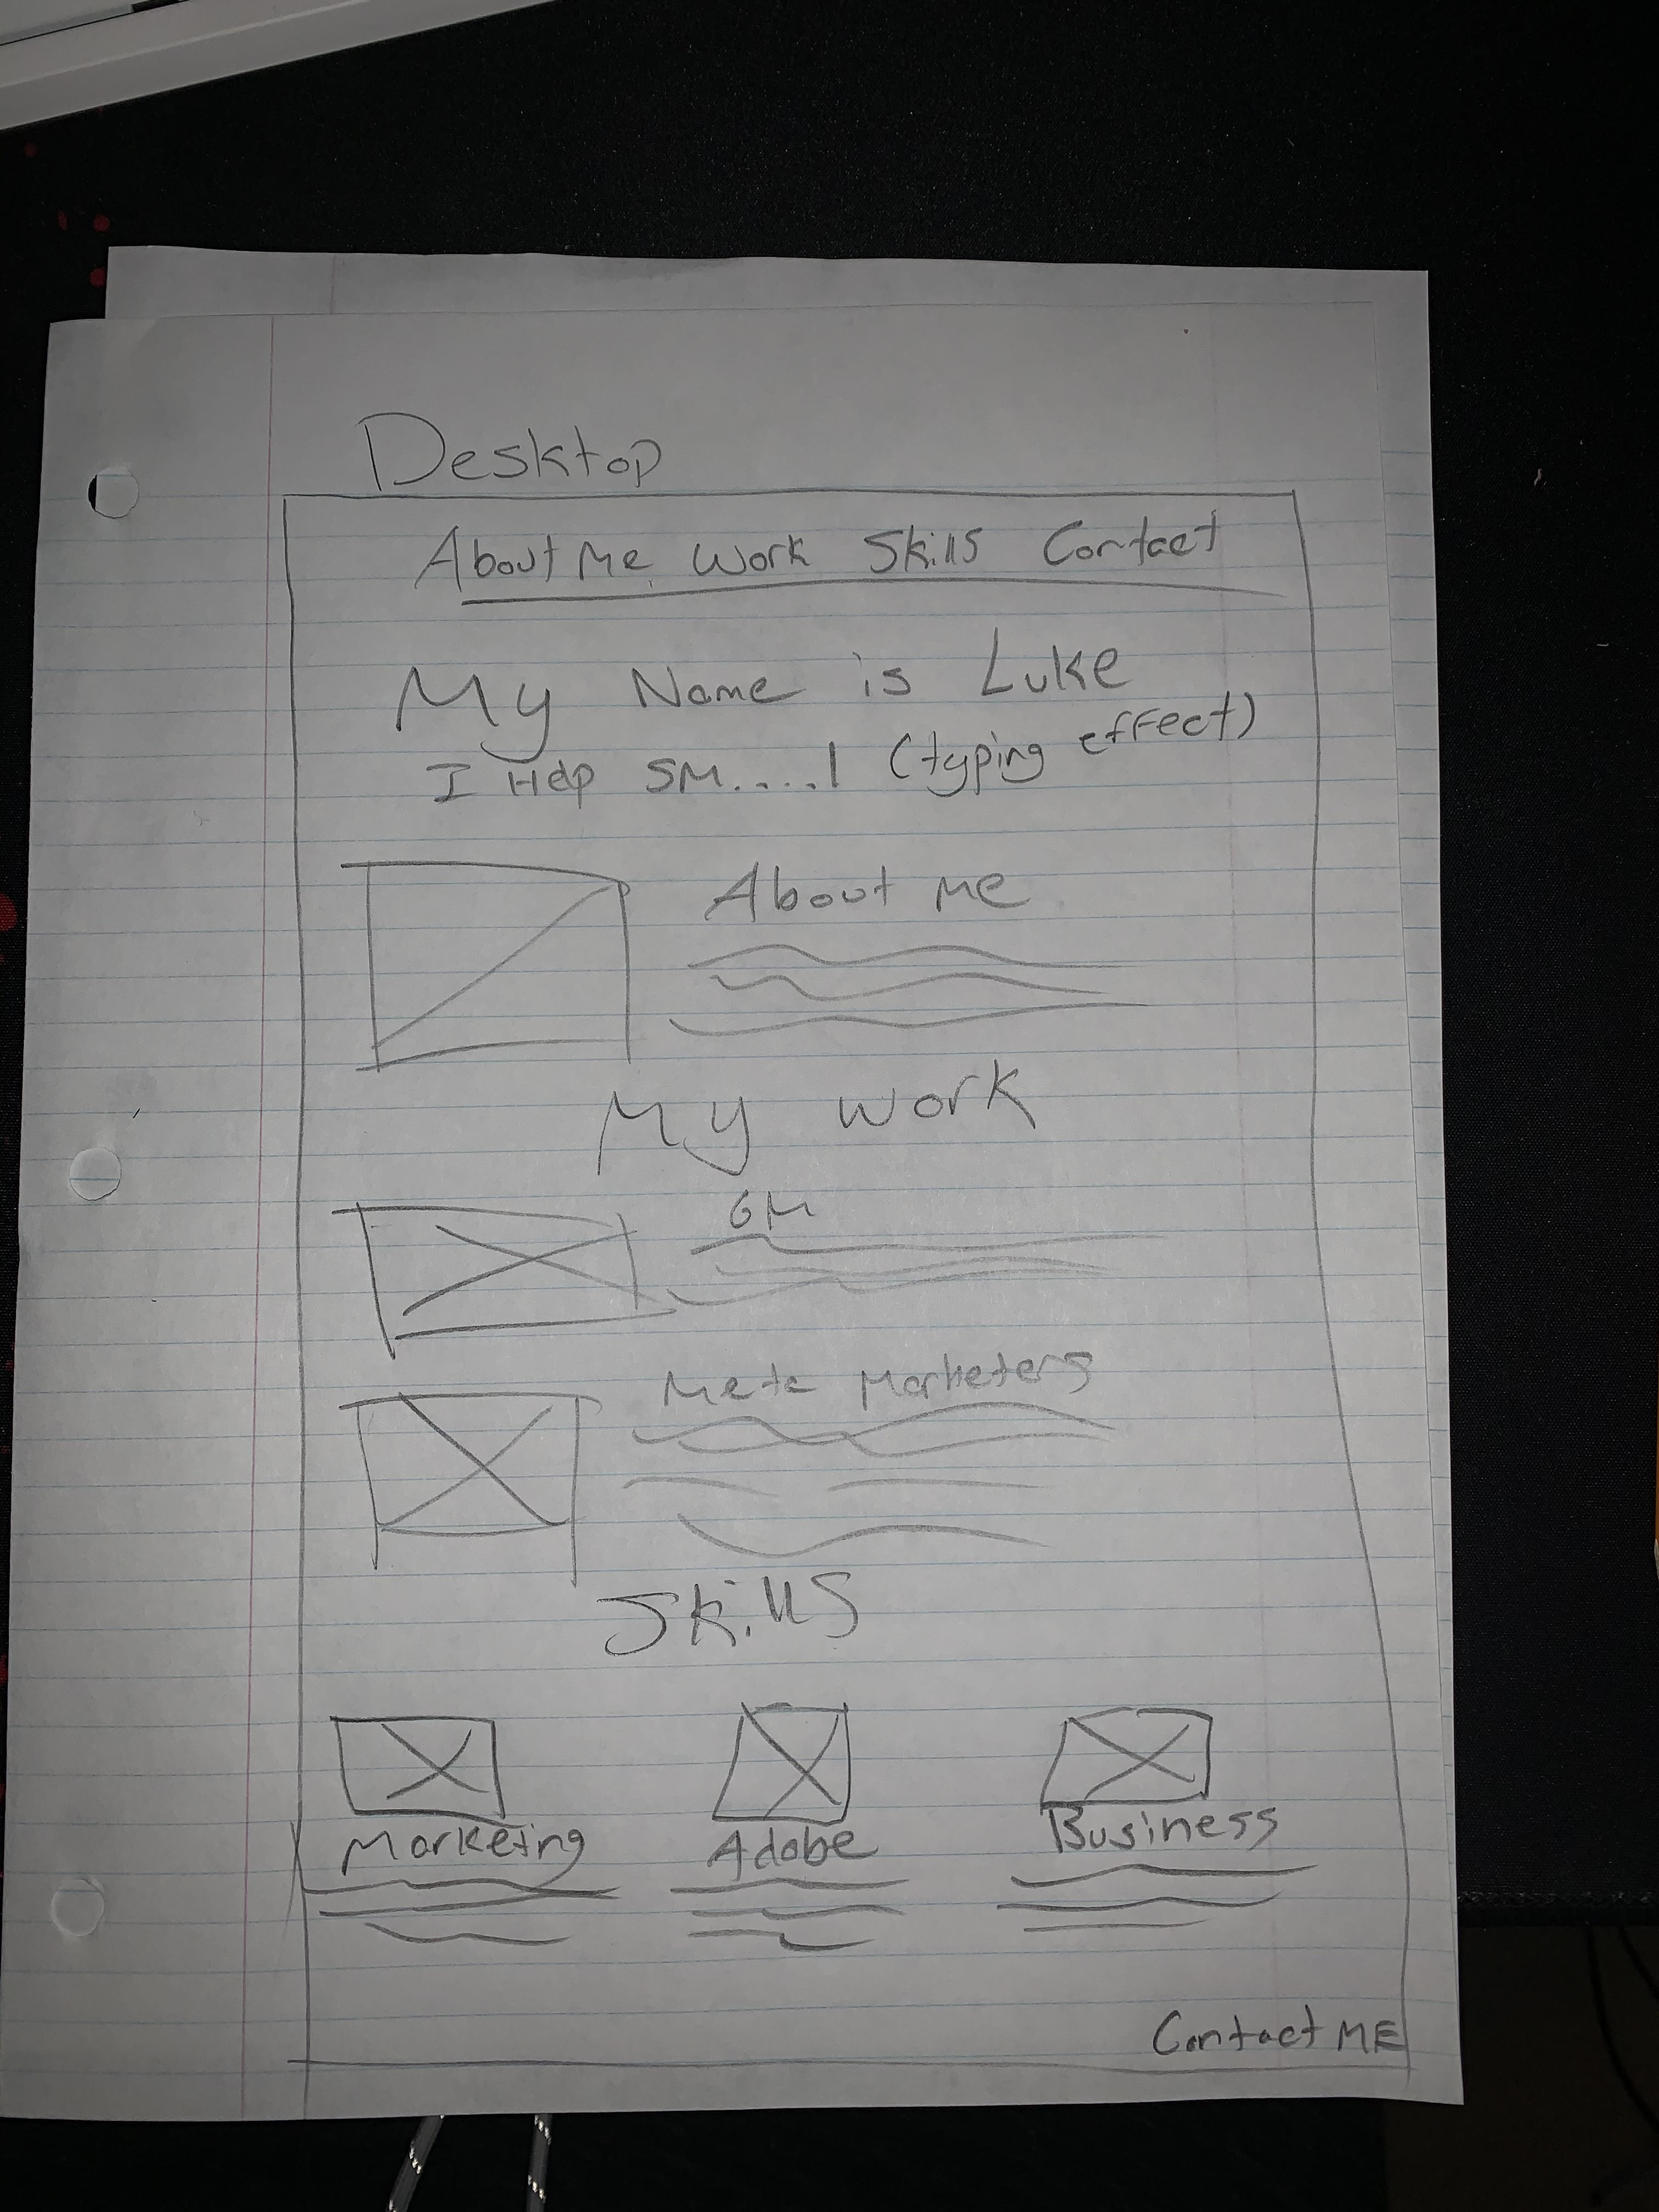 Desktop
About Me Work Skills Contact
My Name is Luke
I Help SM....| (typing effect)
About Me
My Work
GM
Meta Marketers
Skills
Marketing Adobe Business
Contact ME